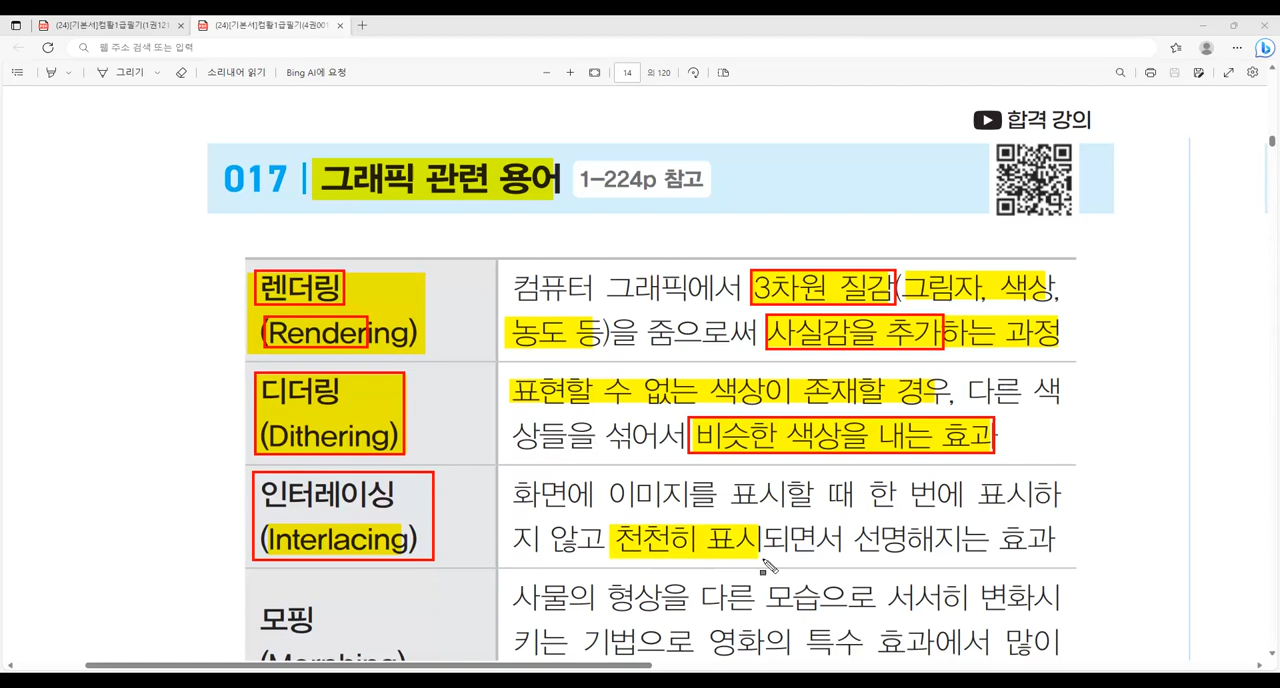 (24)[기본서]컴활1급필기(1권121
(24)[기본서]컴활1급필기(4권001
웹 주소 검색 또는 입력
그리기
소리내어 읽기
Bing AI에 요청
14
외 120
합격 강의
017 그래픽 관련 용어 1-224p 참고
렌더링
(Rendering)
컴퓨터 그래픽에서 3차원 질감(그림자, 색상,
농도 등)을 줌으로써 사실감을 추가하는 과정
디더링
(Dithering)
표현할 수 없는 색상이 존재할 경우, 다른 색
상들을 섞어서 비슷한 색상을 내는 효과
인터레이싱
(Interlacing)
화면에 이미지를 표시할 때 한 번에 표시하
지 않고 천천히 표시되면서 선명해지는 효과
모핑
(Morphing)
사물의 형상을 다른 모습으로 서서히 변화시
키는 기법으로 영화의 특수 효과에서 많이